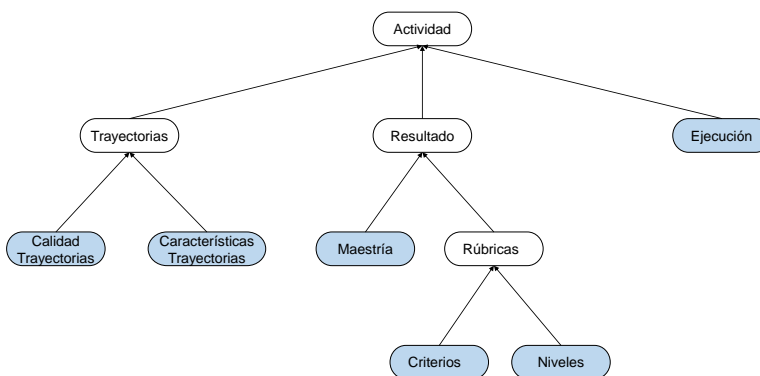 Actividad
Trayectorias
Resultado
Ejecución
Calidad
Trayectorias
Características
Trayectorias
Maestría
Rúbricas
Criterios
Niveles